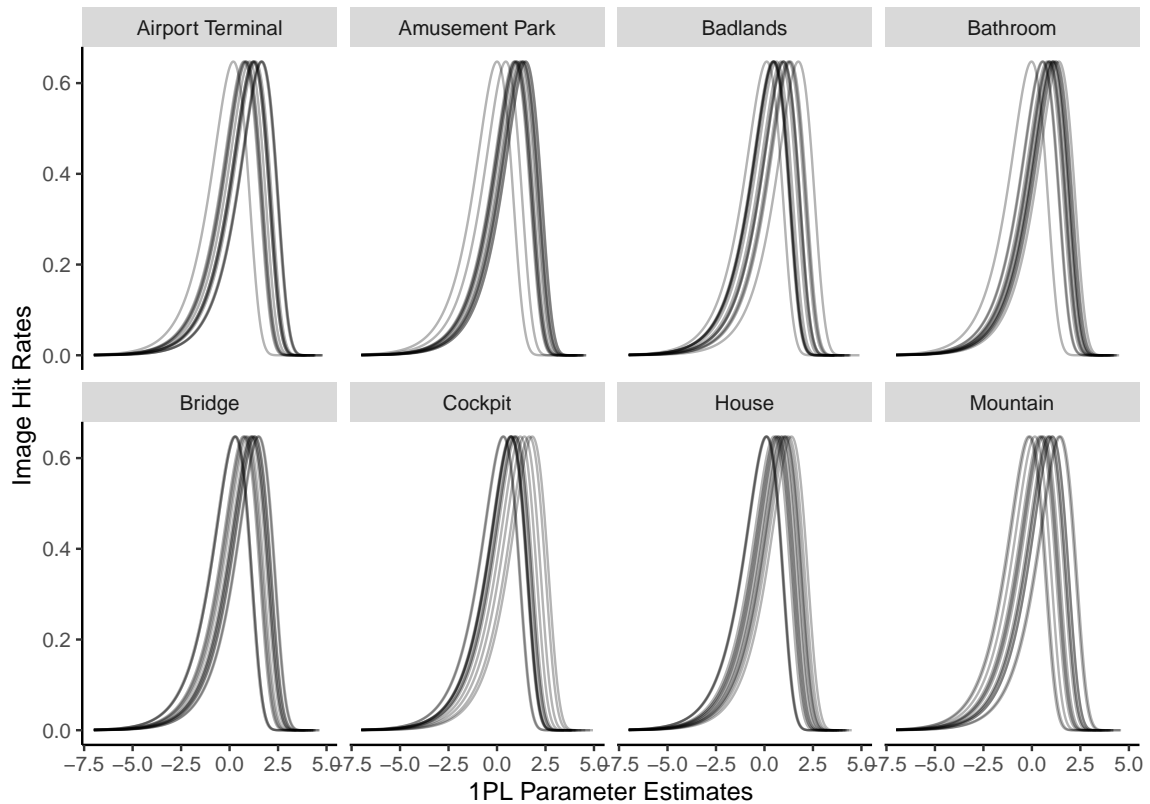 Airport Terminal Amusement Park Badlands Bathroom
0.6
0.4
0.2
0.0
Image Hit Rates
Bridge Cockpit House Mountain
0.6
0.4
0.2
0.0
−7.5 −5.0 −2.5 0.0 2.5 5.0 −7.5 −5.0 −2.5 0.0 2.5 5.0 −7.5 −5.0 −2.5 0.0 2.5 5.0 −7.5 −5.0 −2.5 0.0 2.5 5.0
1PL Parameter Estimates